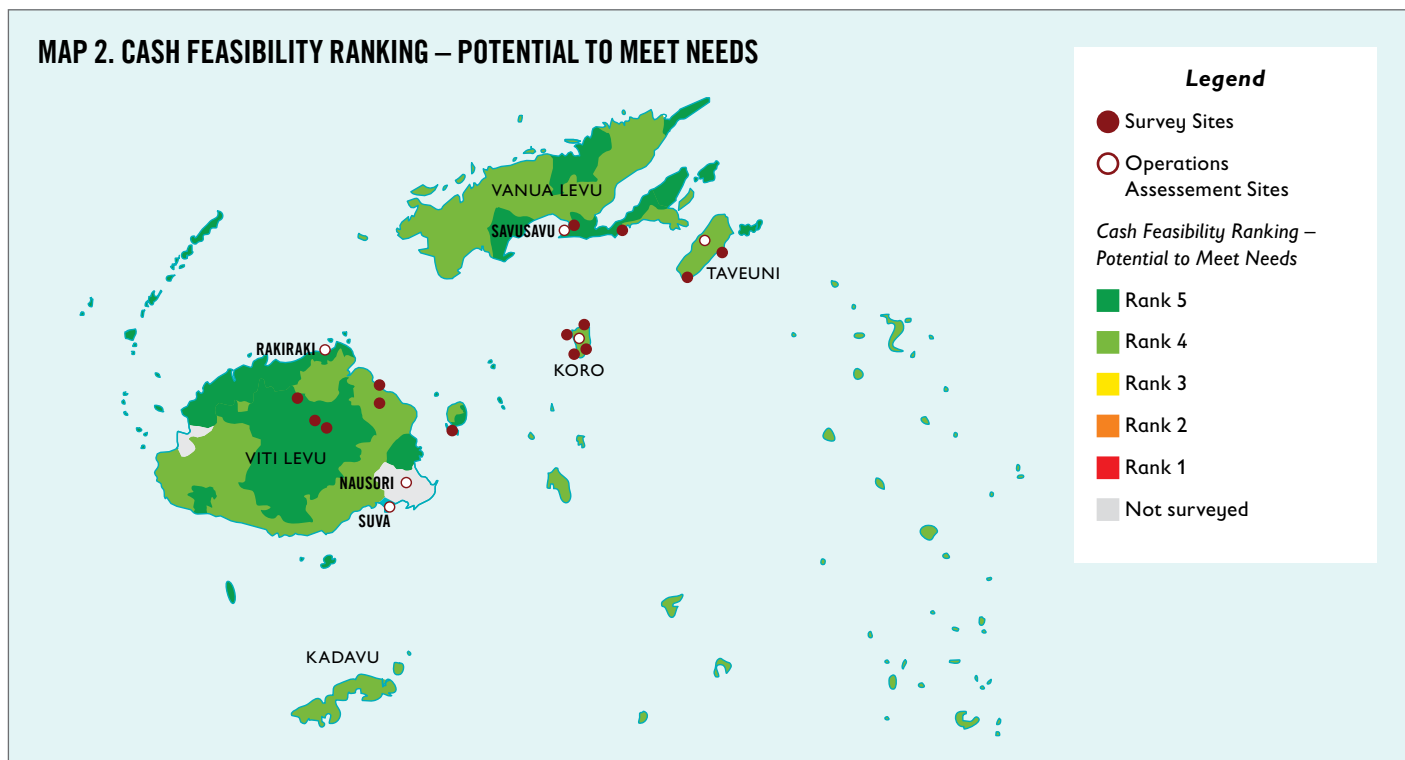 MAP 2. CASH FEASIBILITY RANKING – POTENTIAL TO MEET NEEDS
Legend
Survey Sites
Operations
Assessement Sites
Cash Feasibility Ranking –
Potential to Meet Needs
Rank 5
Rank 4
Rank 3
Rank 2
Rank 1
Not surveyed
VANUA LEVU
SAVUSAVU
TAVEUNI
RAKIRAKI
KORO
VITI LEVU
NAUSORI
SUVA
KADAVU